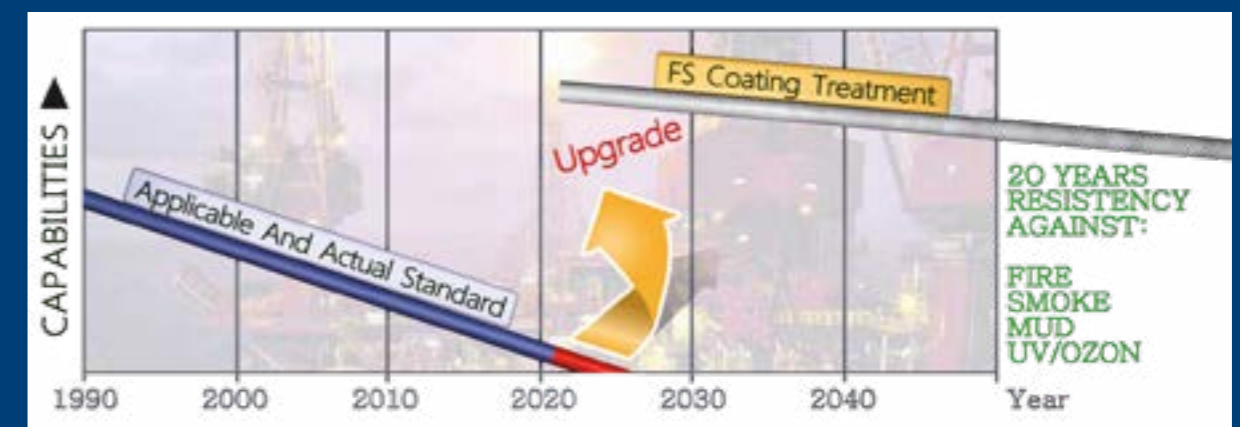 FS Coating Treatment
Upgrade
Applicable And Actual Standard
CAPABILITIES
20 YEARS
RESISTENCY
AGAINST:
FIRE
SMOKE
MUD
UV/OZON
1990 2000 2010 2020 2030 2040 Year